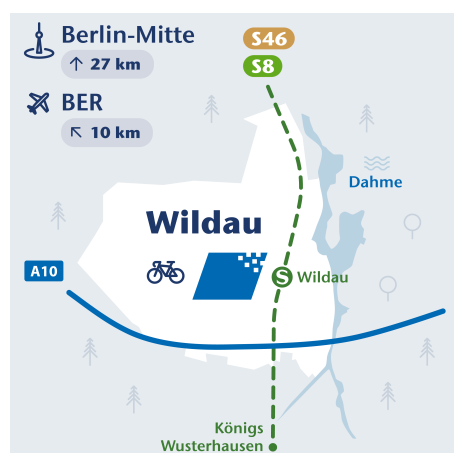 Berlin-Mitte
↑ 27 km
BER
↖ 10 km
S46
S8
Dahme
Wildau
A10
S Wildau
Königs
Wusterhausen